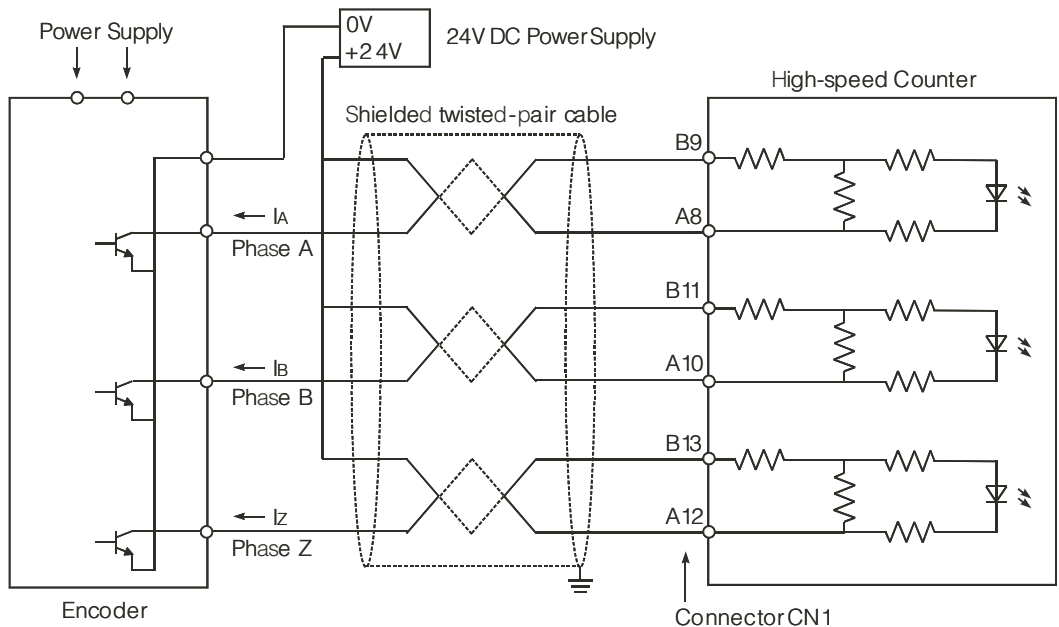 Power Supply
0V
+24V
24V DC Power Supply
High-speed Counter
Shielded twisted-pair cable
B9
IA
A8
Phase A
B11
IB
A10
Phase B
B13
IZ
A12
Phase Z
Encoder
Connector CN1